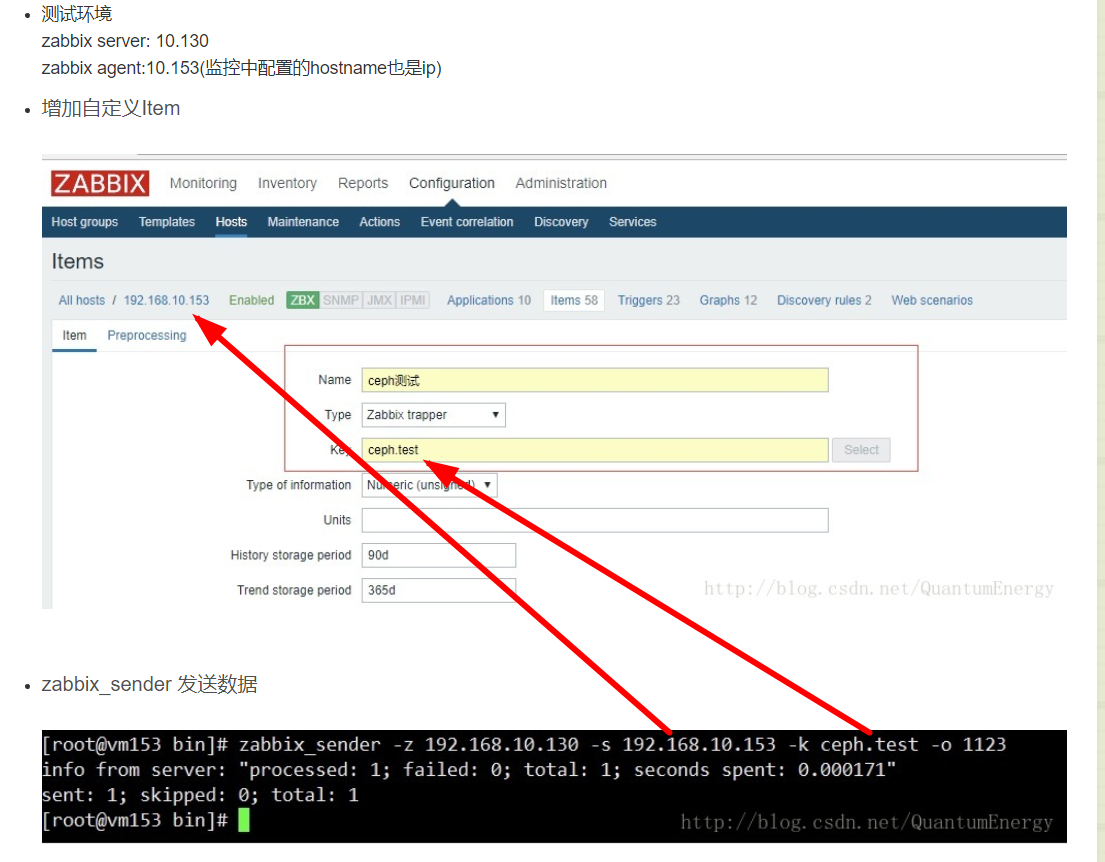 测试环境
zabbix server: 10.130
zabbix agent:10.153(监控中配置的hostname也是ip)
增加自定义Item
ZABBIX Monitoring Inventory Reports Configuration Administration
Host groups Templates Hosts Maintenance Actions Event correlation Discovery Services
Items
All hosts / 192.168.10.153 Enabled ZBX SNMP JMX IPMI Applications 10 Items 58 Triggers 23 Graphs 12 Discovery rules 2 Web scenarios
Item Preprocessing
Name ceph测试
Type Zabbix trapper
Key ceph.test Select
Type of information Numeric (unsigned)
Units
History storage period 90d
Trend storage period 365d
http://blog.csdn.net/QuantumEnergy
zabbix_sender 发送数据
[root@vm153 bin]# zabbix_sender -z 192.168.10.130 -s 192.168.10.153 -k ceph.test -o 1123
info from server: "processed: 1; failed: 0; total: 1; seconds spent: 0.000171"
sent: 1; skipped: 0; total: 1
[root@vm153 bin]#
http://blog.csdn.net/QuantumEnergy